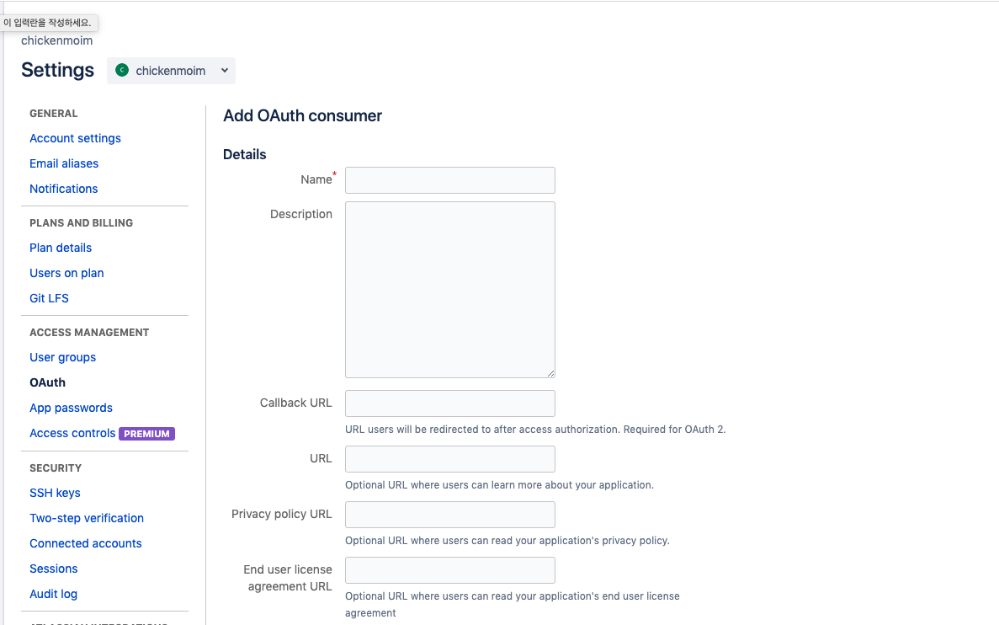 이 입력란을 작성하세요.
chickenmoim
Settings
C
chickenmoim
GENERAL
Account settings
Email aliases
Notifications
PLANS AND BILLING
Plan details
Users on plan
Git LFS
ACCESS MANAGEMENT
User groups
OAuth
App passwords
Access controls PREMIUM
SECURITY
SSH keys
Two-step verification
Connected accounts
Sessions
Audit log
ATLASSIAN INTEGRATIONS
Add OAuth consumer
Details
Name*
Description
Callback URL
URL users will be redirected to after access authorization. Required for OAuth 2.
URL
Optional URL where users can learn more about your application.
Privacy policy URL
Optional URL where users can read your application's privacy policy.
End user license
agreement URL
Optional URL where users can read your application's end user license
agreement